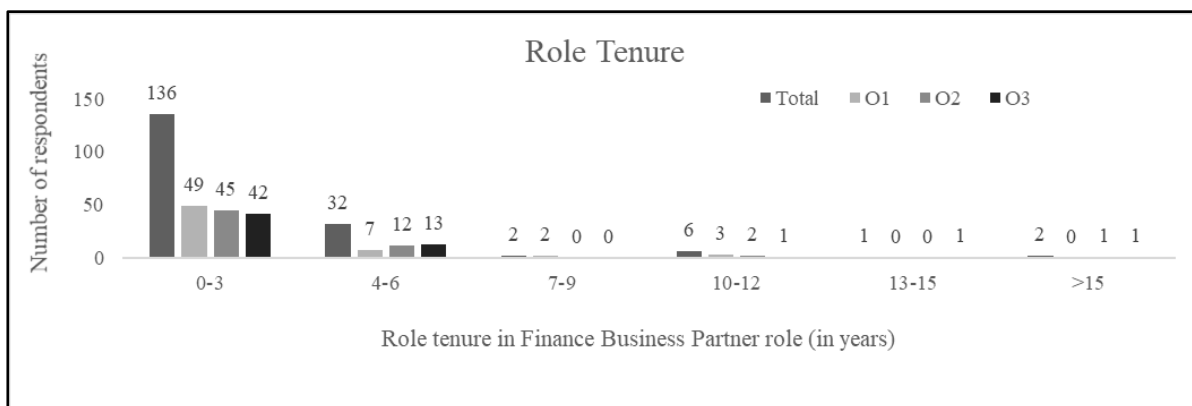 Role Tenure
Number of respondents
Total O1 O2 O3
150
100
50
0
136 49 45 42
32 7 12 13
2 2 0 0
6 3 2 1
1 0 0 1
2 0 1 1
0-3 4-6 7-9 10-12 13-15 >15
Role tenure in Finance Business Partner role (in years)